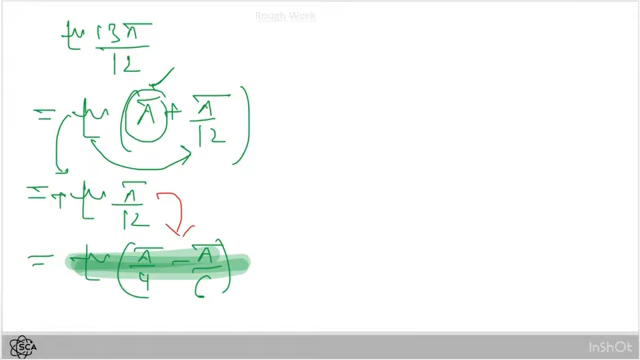 Rough Work
tan 13π/12
= tan (π + π/12)
= + tan π/12
= tan (π/4 − π/6)
SCA
InShOt